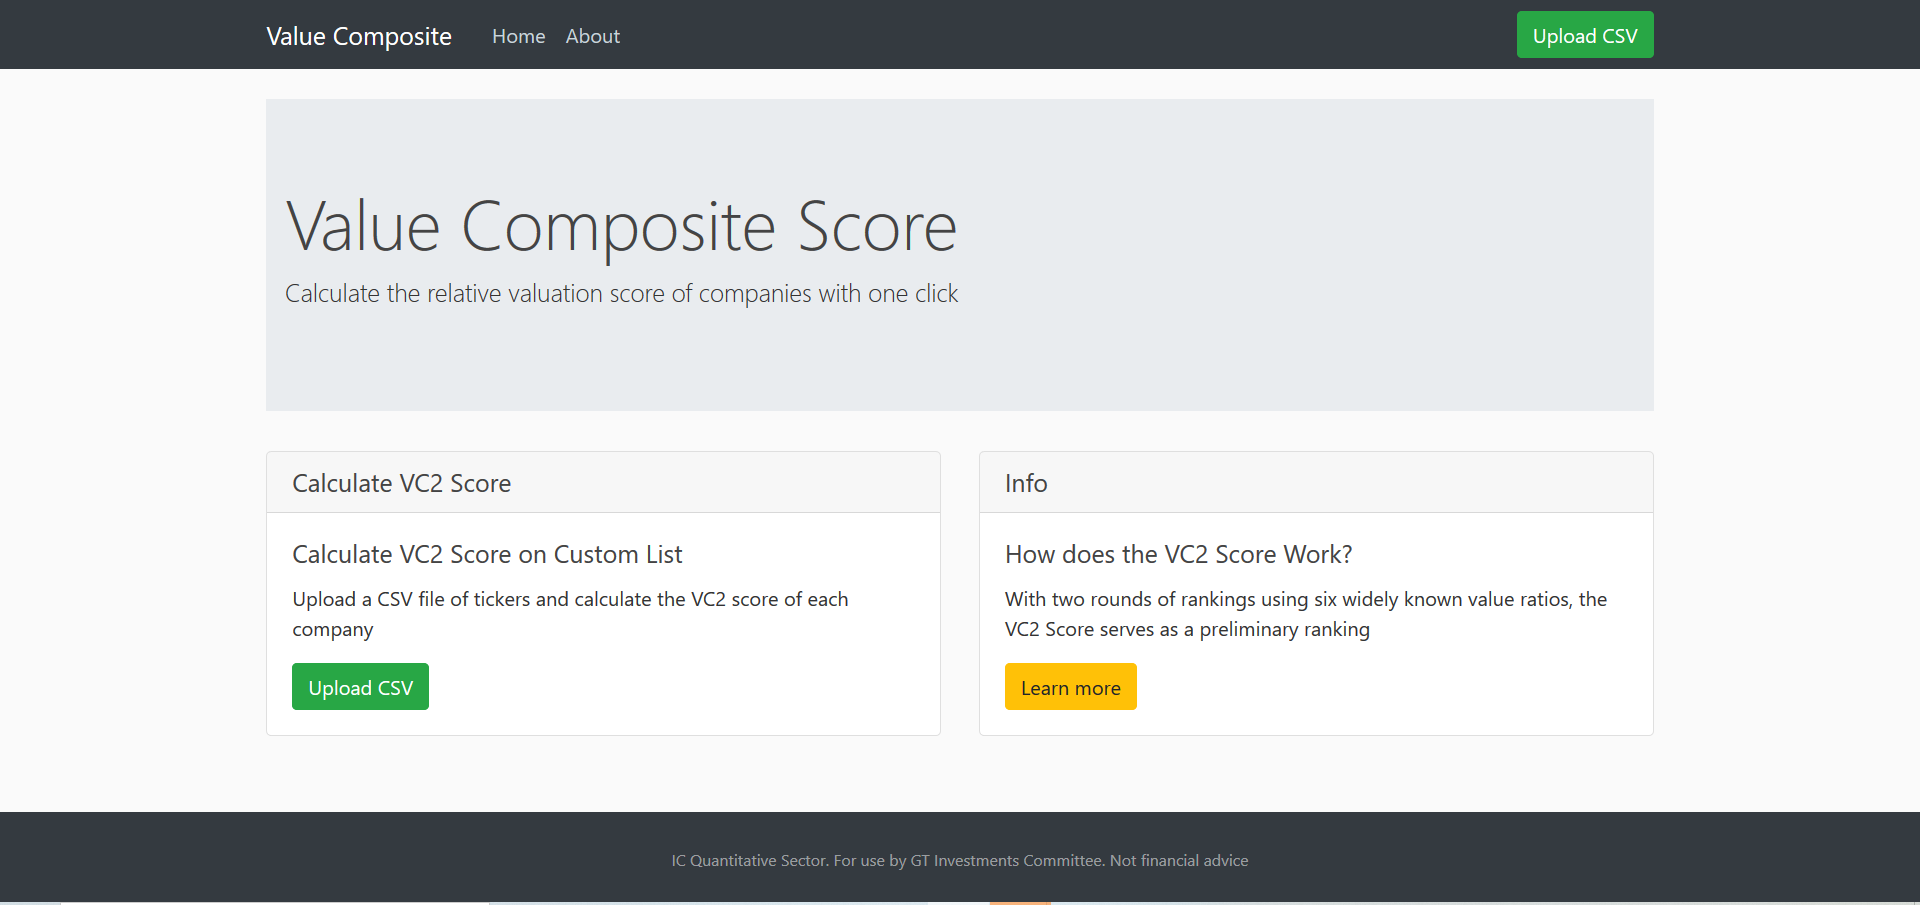 Value Composite Home About Upload CSV
Value Composite Score
Calculate the relative valuation score of companies with one click
Calculate VC2 Score
Calculate VC2 Score on Custom List
Upload a CSV file of tickers and calculate the VC2 score of each
company
Upload CSV
Info
How does the VC2 Score Work?
With two rounds of rankings using six widely known value ratios, the
VC2 Score serves as a preliminary ranking
Learn more
IC Quantitative Sector. For use by GT Investments Committee. Not financial advice